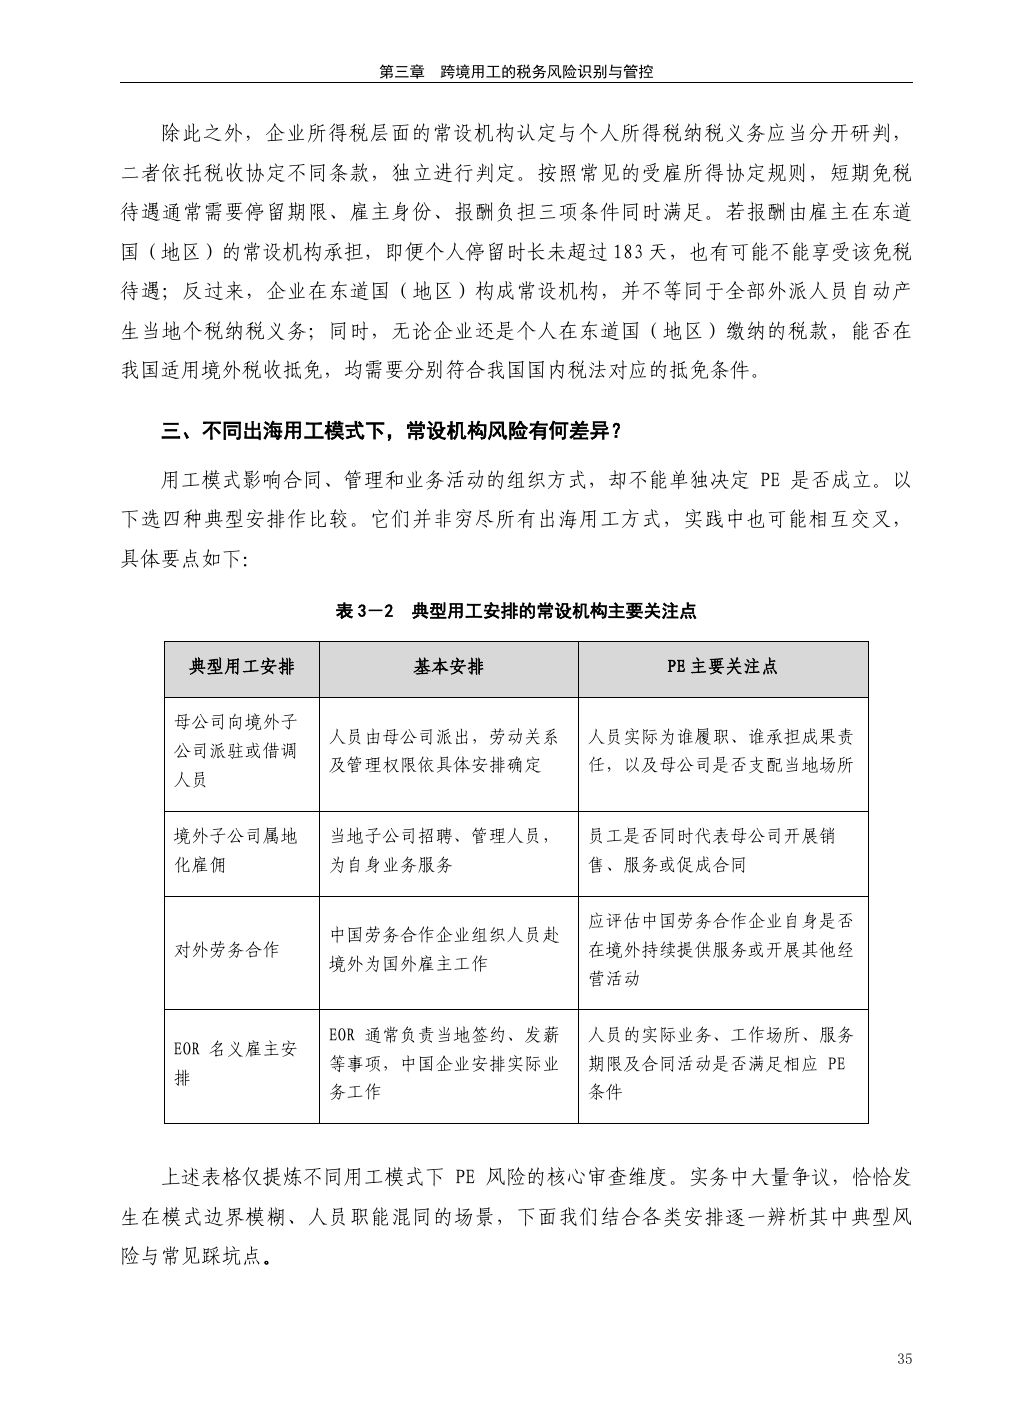 第三章　跨境用工的税务风险识别与管控
除此之外，企业所得税层面的常设机构认定与个人所得税纳税义务应当分开研判，
二者依托税收协定不同条款，独立进行判定。按照常见的受雇所得协定规则，短期免税
待遇通常需要停留期限、雇主身份、报酬负担三项条件同时满足。若报酬由雇主在东道
国（地区）的常设机构承担，即便个人停留时长未超过 183 天，也有可能不能享受该免税
待遇；反过来，企业在东道国（地区）构成常设机构，并不等同于全部外派人员自动产
生当地个税纳税义务；同时，无论企业还是个人在东道国（地区）缴纳的税款，能否在
我国适用境外税收抵免，均需要分别符合我国国内税法对应的抵免条件。
三、不同出海用工模式下，常设机构风险有何差异？
用工模式影响合同、管理和业务活动的组织方式，却不能单独决定 PE 是否成立。以
下选四种典型安排作比较。它们并非穷尽所有出海用工方式，实践中也可能相互交叉，
具体要点如下：
表 3－2　典型用工安排的常设机构主要关注点
典型用工安排
基本安排
PE 主要关注点
母公司向境外子
公司派驻或借调
人员
人员由母公司派出，劳动关系
及管理权限依具体安排确定
人员实际为谁履职、谁承担成果责
任，以及母公司是否支配当地场所
境外子公司属地
化雇佣
当地子公司招聘、管理人员，
为自身业务服务
员工是否同时代表母公司开展销
售、服务或促成合同
对外劳务合作
中国劳务合作企业组织人员赴
境外为国外雇主工作
应评估中国劳务合作企业自身是否
在境外持续提供服务或开展其他经
营活动
EOR 名义雇主安
排
EOR 通常负责当地签约、发薪
等事项，中国企业安排实际业
务工作
人员的实际业务、工作场所、服务
期限及合同活动是否满足相应 PE
条件
上述表格仅提炼不同用工模式下 PE 风险的核心审查维度。实务中大量争议，恰恰发
生在模式边界模糊、人员职能混同的场景，下面我们结合各类安排逐一辨析其中典型风
险与常见踩坑点。
35